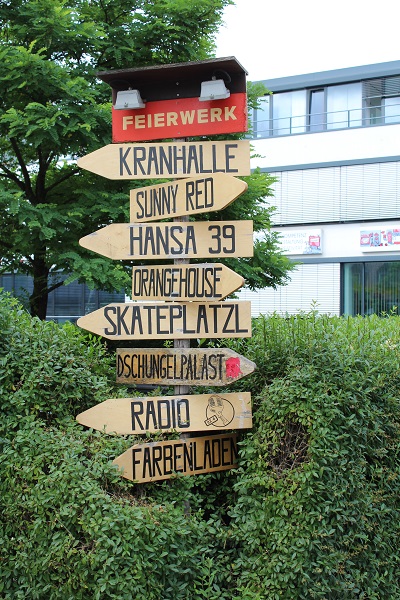 FEIERWERK
KRANHALLE
SUNNY RED
HANSA 39
ORANGEHOUSE
SKATEPLATZL
DSCHUNGELPALAST
RADIO
FARBENLADEN